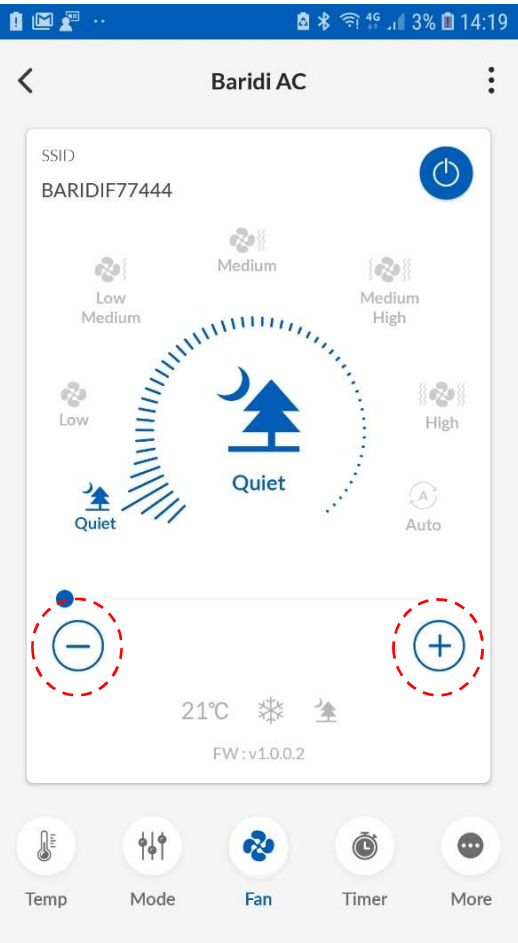 4G 3% 14:19
Baridi AC
SSID
BARIDIF77444
Medium
Low
Medium
Medium
High
Low
High
Quiet
Quiet
A
Auto
21℃
FW : v1.0.0.2
Temp Mode Fan Timer More